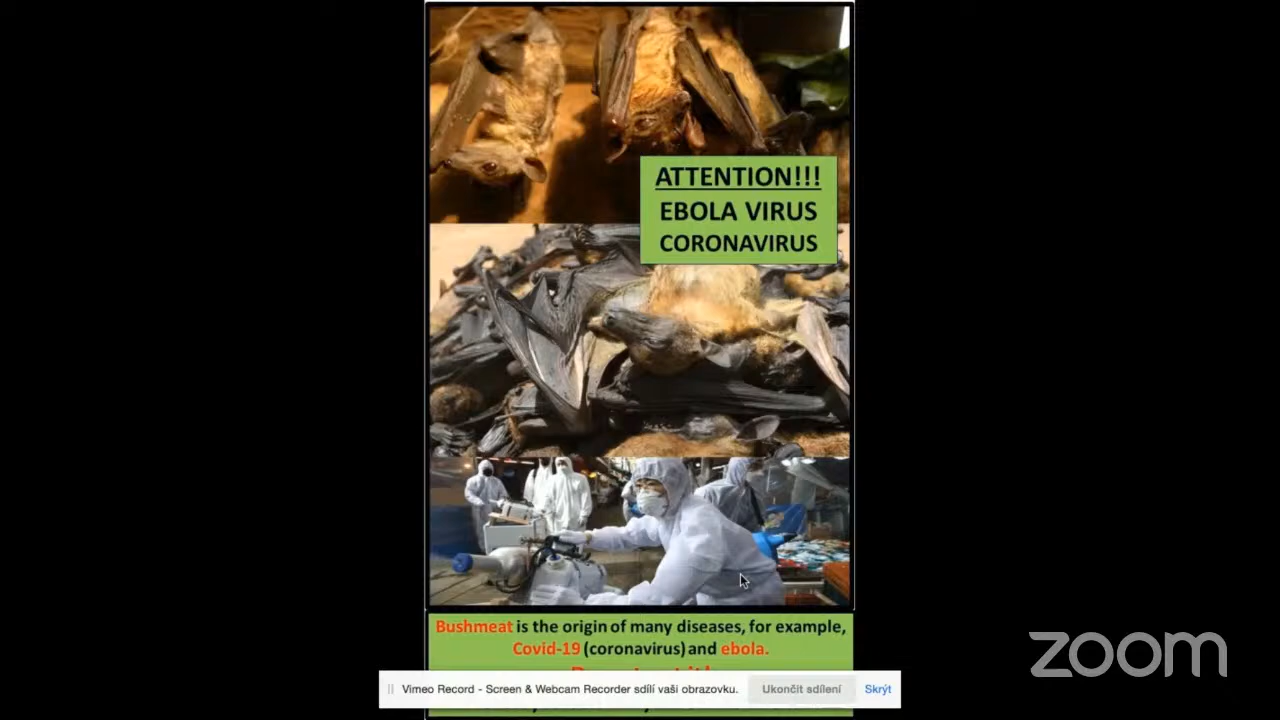 ATTENTION!!!
EBOLA VIRUS
CORONAVIRUS
Bushmeat is the origin of many diseases, for example,
Covid-19 (coronavirus) and ebola.
Vimeo Record - Screen & Webcam Recorder sdílí vaši obrazovku.
Ukončit sdílení
Skrýt
zoom